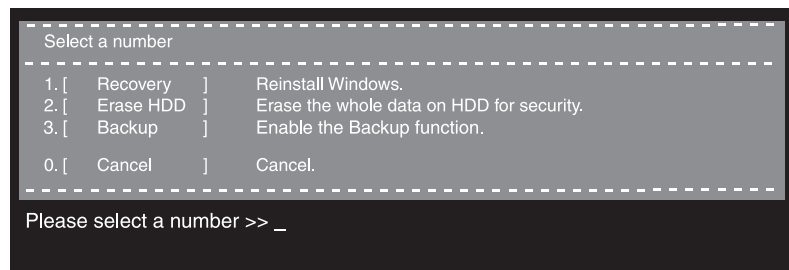 Select a number
1. [ Recovery ] Reinstall Windows.
2. [ Erase HDD ] Erase the whole data on HDD for security.
3. [ Backup ] Enable the Backup function.
0. [ Cancel ] Cancel.
Please select a number >> _